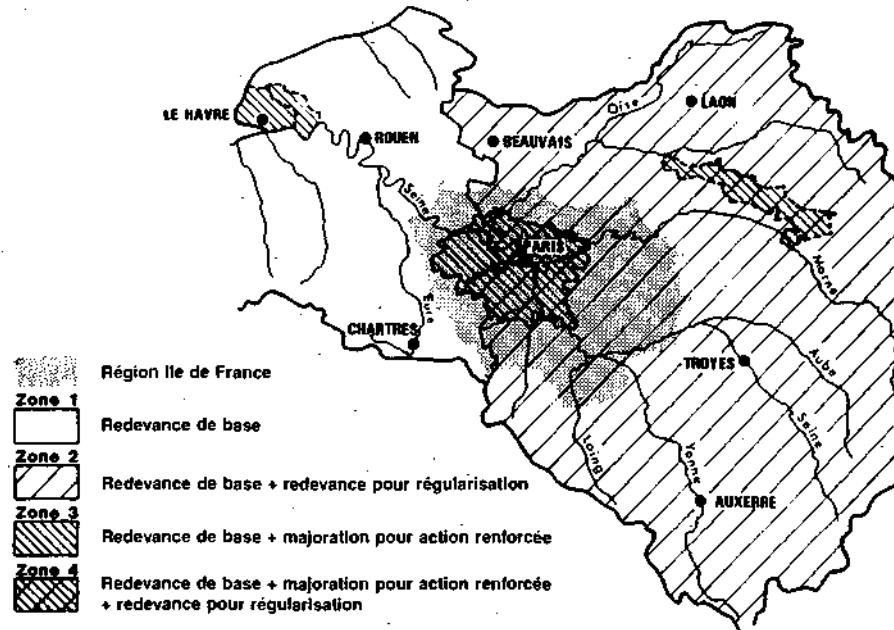 LE HAVRE
ROUEN
BEAUVAIS
Oise
LAON
Seine
PARIS
Marne
Eure
CHARTRES
TROYES
Aube
Seine
Loing
Yonne
AUXERRE
Région Ile de France
Zone 1
Redevance de base
Zone 2
Redevance de base + redevance pour régularisation
Zone 3
Redevance de base + majoration pour action renforcée
Zone 4
Redevance de base + majoration pour action renforcée
+ redevance pour régularisation